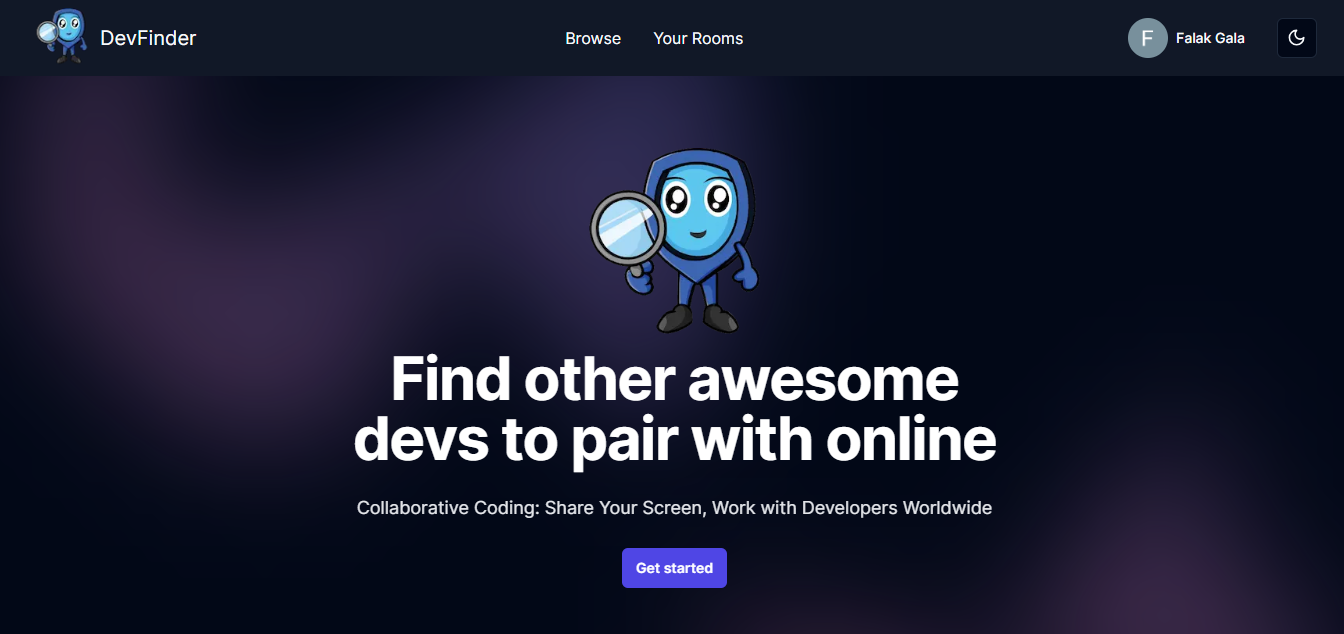 DevFinder
Browse
Your Rooms
F
Falak Gala
Find other awesome
devs to pair with online
Collaborative Coding: Share Your Screen, Work with Developers Worldwide
Get started